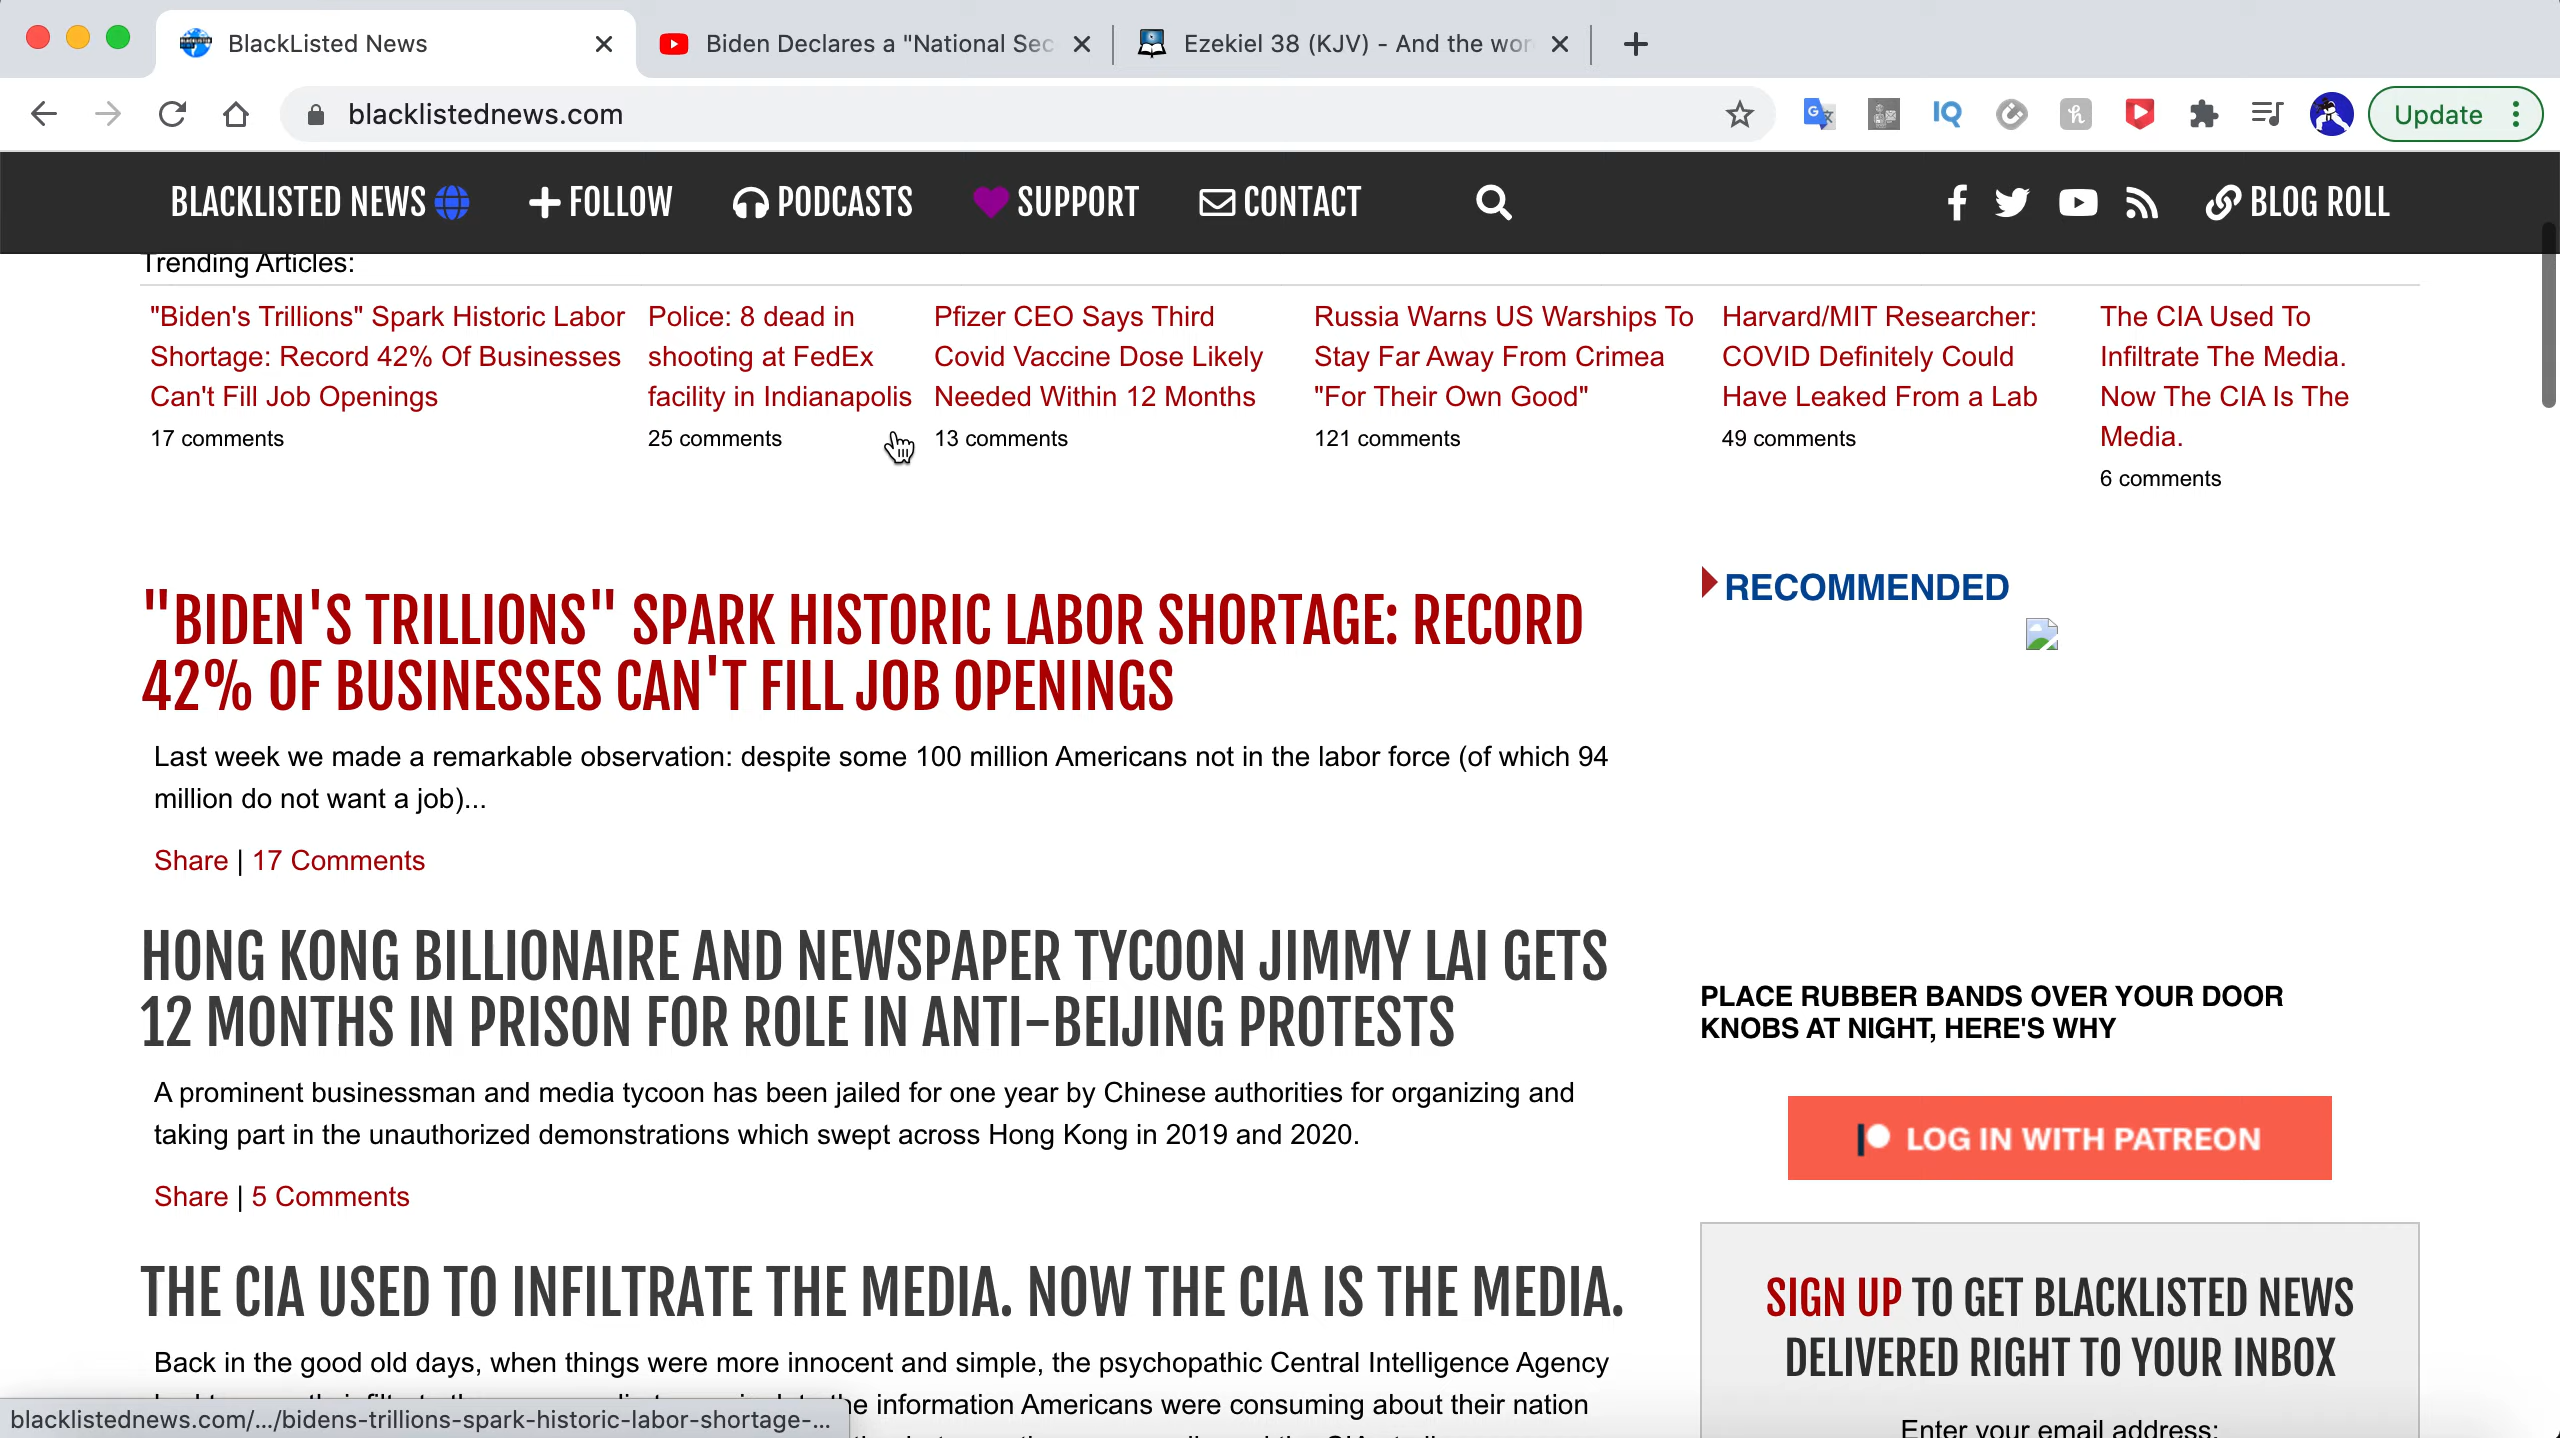 BlackListed News
Biden Declares a "National Sec
Ezekiel 38 (KJV) - And the wor
blacklistednews.com
IQ
Update
BLACKLISTED NEWS
FOLLOW
PODCASTS
SUPPORT
CONTACT
BLOG ROLL
Trending Articles:
"Biden's Trillions" Spark Historic Labor
Shortage: Record 42% Of Businesses
Can't Fill Job Openings
17 comments
Police: 8 dead in
shooting at FedEx
facility in Indianapolis
25 comments
Pfizer CEO Says Third
Covid Vaccine Dose Likely
Needed Within 12 Months
13 comments
Russia Warns US Warships To
Stay Far Away From Crimea
"For Their Own Good"
121 comments
Harvard/MIT Researcher:
COVID Definitely Could
Have Leaked From a Lab
49 comments
The CIA Used To
Infiltrate The Media.
Now The CIA Is The
Media.
6 comments
"BIDEN'S TRILLIONS" SPARK HISTORIC LABOR SHORTAGE: RECORD
42% OF BUSINESSES CAN'T FILL JOB OPENINGS
Last week we made a remarkable observation: despite some 100 million Americans not in the labor force (of which 94
million do not want a job)...
Share | 17 Comments
HONG KONG BILLIONAIRE AND NEWSPAPER TYCOON JIMMY LAI GETS
12 MONTHS IN PRISON FOR ROLE IN ANTI-BEIJING PROTESTS
A prominent businessman and media tycoon has been jailed for one year by Chinese authorities for organizing and
taking part in the unauthorized demonstrations which swept across Hong Kong in 2019 and 2020.
Share | 5 Comments
THE CIA USED TO INFILTRATE THE MEDIA. NOW THE CIA IS THE MEDIA.
Back in the good old days, when things were more innocent and simple, the psychopathic Central Intelligence Agency
information Americans were consuming about their nation
blacklistednews.com/.../bidens-trillions-spark-historic-labor-shortage-...
RECOMMENDED
PLACE RUBBER BANDS OVER YOUR DOOR
KNOBS AT NIGHT, HERE'S WHY
LOG IN WITH PATREON
SIGN UP TO GET BLACKLISTED NEWS
DELIVERED RIGHT TO YOUR INBOX
Enter your email address: